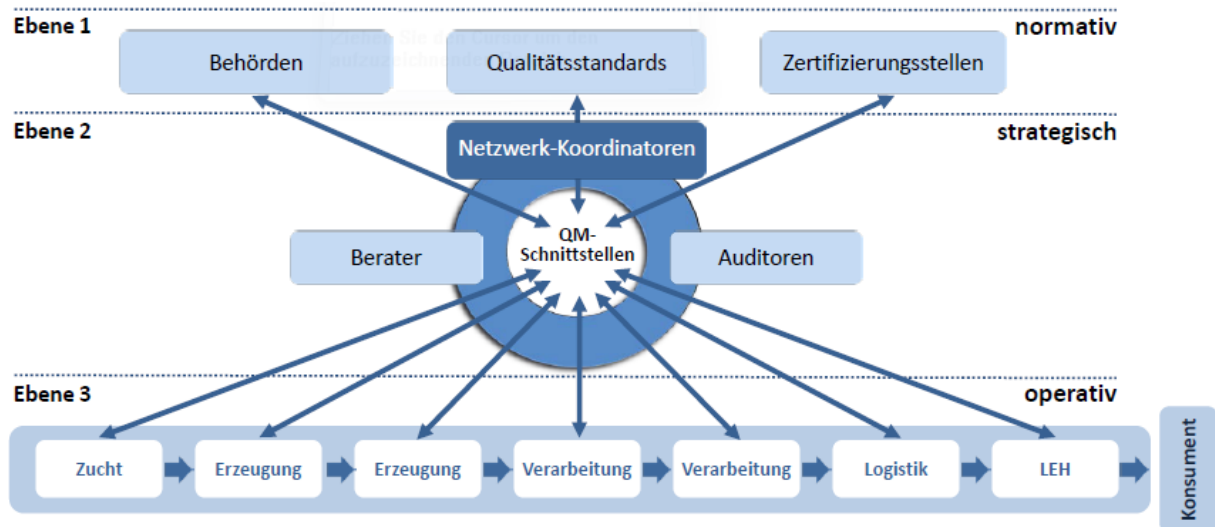 Ebene 1
normativ
Behörden
Qualitätsstandards
Zertifizierungsstellen
Ebene 2
strategisch
Netzwerk-Koordinatoren
QM-
Schnittstellen
Berater
Auditoren
Ebene 3
operativ
Zucht
Erzeugung
Erzeugung
Verarbeitung
Verarbeitung
Logistik
LEH
Konsument